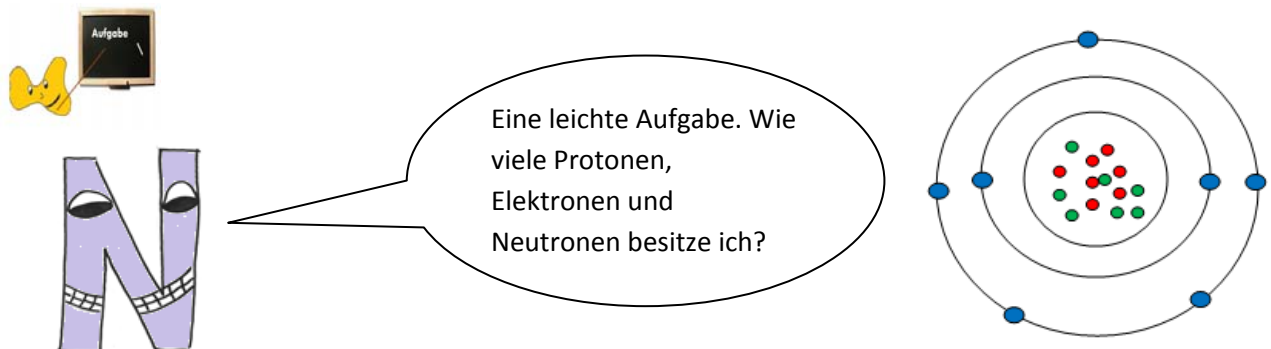 Aufgabe
Eine leichte Aufgabe. Wie
viele Protonen,
Elektronen und
Neutronen besitze ich?
N